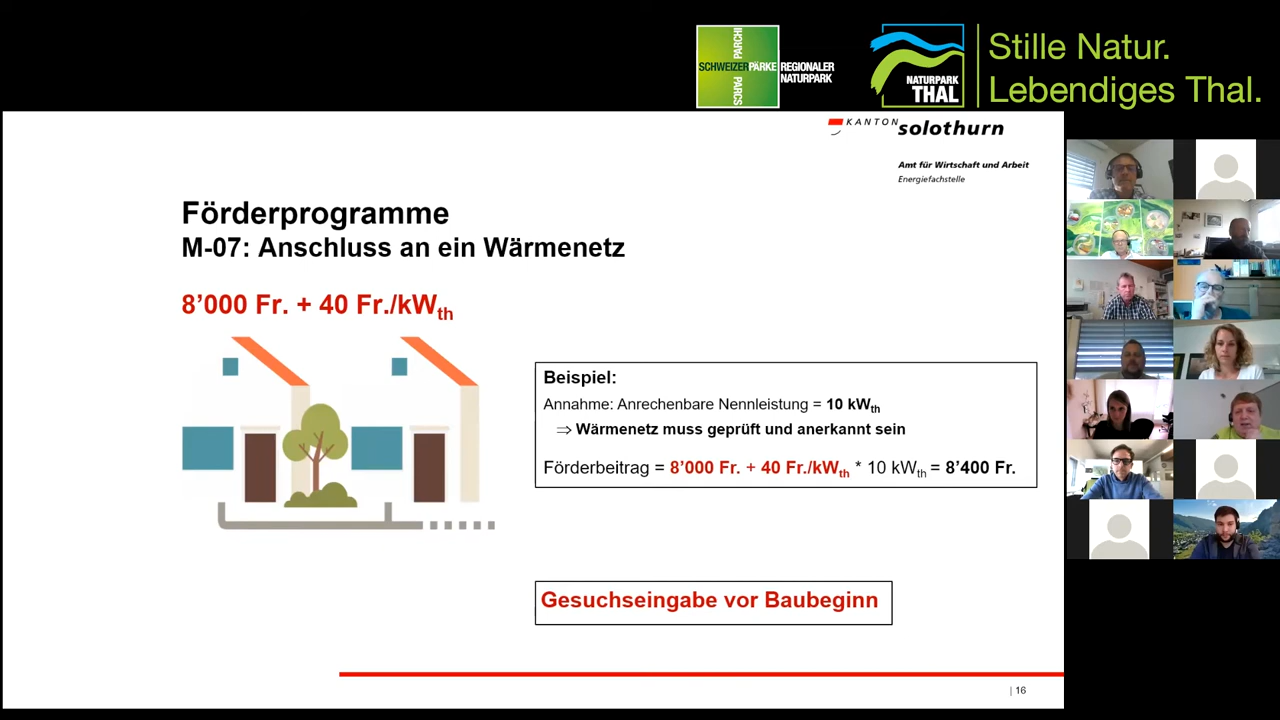 SCHWEIZER PÄRKE
PARCHI
PARCS
REGIONALER
NATURPARK
NATURPARK
THAL
Stille Natur.
Lebendiges Thal.
KANTON solothurn
Amt für Wirtschaft und Arbeit
Energiefachstelle
Förderprogramme
M-07: Anschluss an ein Wärmenetz
8’000 Fr. + 40 Fr./kWth
Beispiel:
Annahme: Anrechenbare Nennleistung = 10 kWth
⇒ Wärmenetz muss geprüft und anerkannt sein
Förderbeitrag = 8’000 Fr. + 40 Fr./kWth * 10 kWth = 8’400 Fr.
Gesuchseingabe vor Baubeginn
| 16